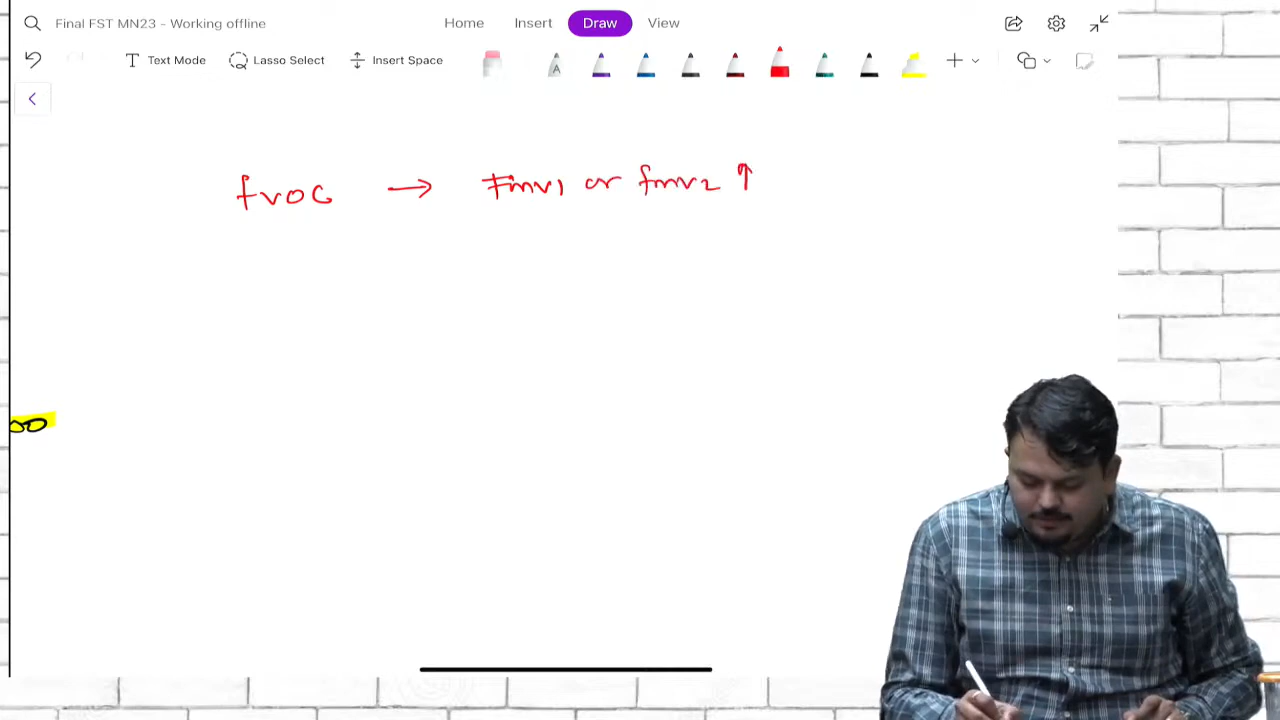 Final FST MN23 - Working offline
Home Insert Draw View
Text Mode Lasso Select Insert Space
A
fvOC → Fmv1 or fmv2 ↑